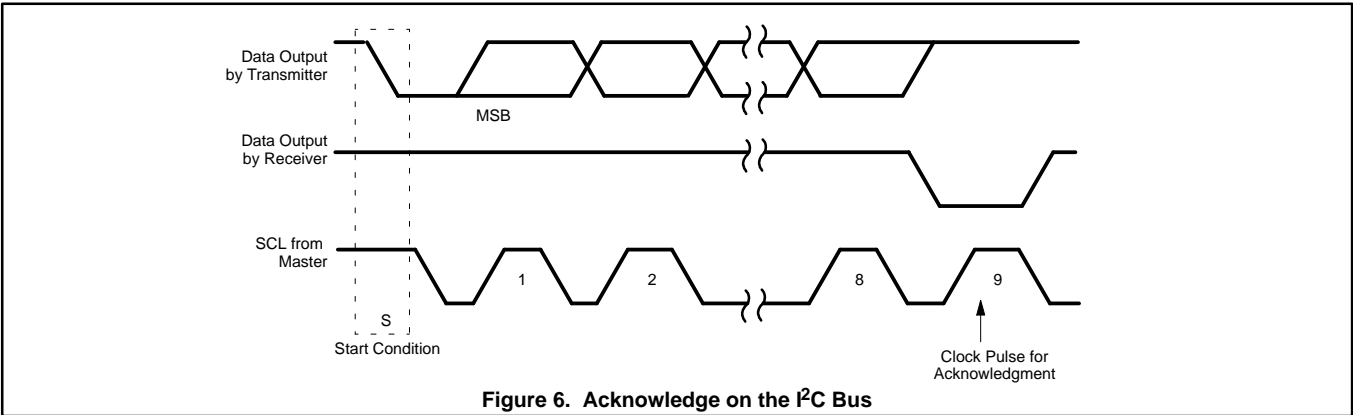 Data Output
by Transmitter
MSB
Data Output
by Receiver
SCL from
Master
1
2
8
9
S
Start Condition
Clock Pulse for
Acknowledgment
Figure 6. Acknowledge on the I²C Bus